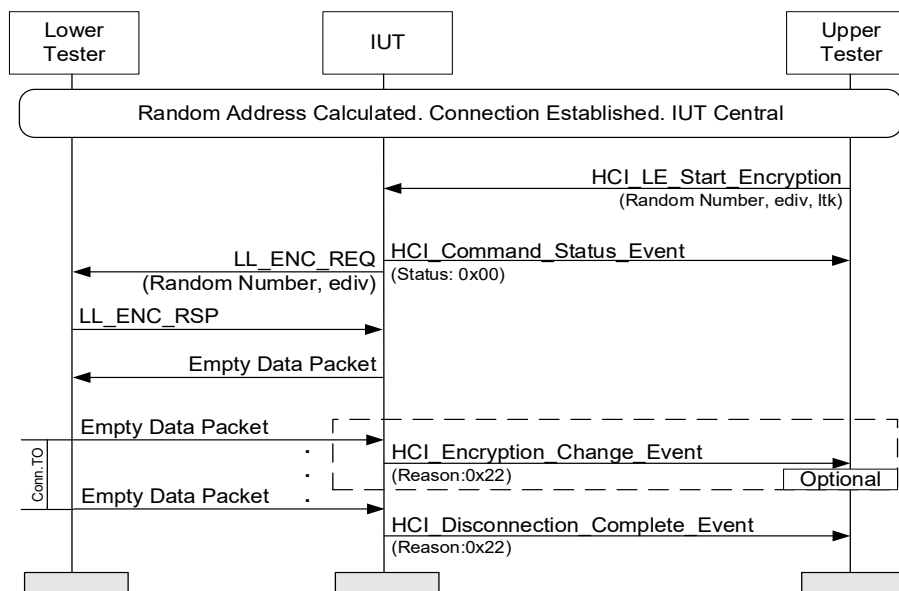 Lower
Tester
IUT
Upper
Tester
Random Address Calculated. Connection Established. IUT Central
HCI_LE_Start_Encryption
(Random Number, ediv, ltk)
LL_ENC_REQ
(Random Number, ediv)
HCI_Command_Status_Event
(Status: 0x00)
LL_ENC_RSP
Empty Data Packet
Empty Data Packet
HCI_Encryption_Change_Event
(Reason:0x22)
Optional
Conn.TO
Empty Data Packet
HCI_Disconnection_Complete_Event
(Reason:0x22)